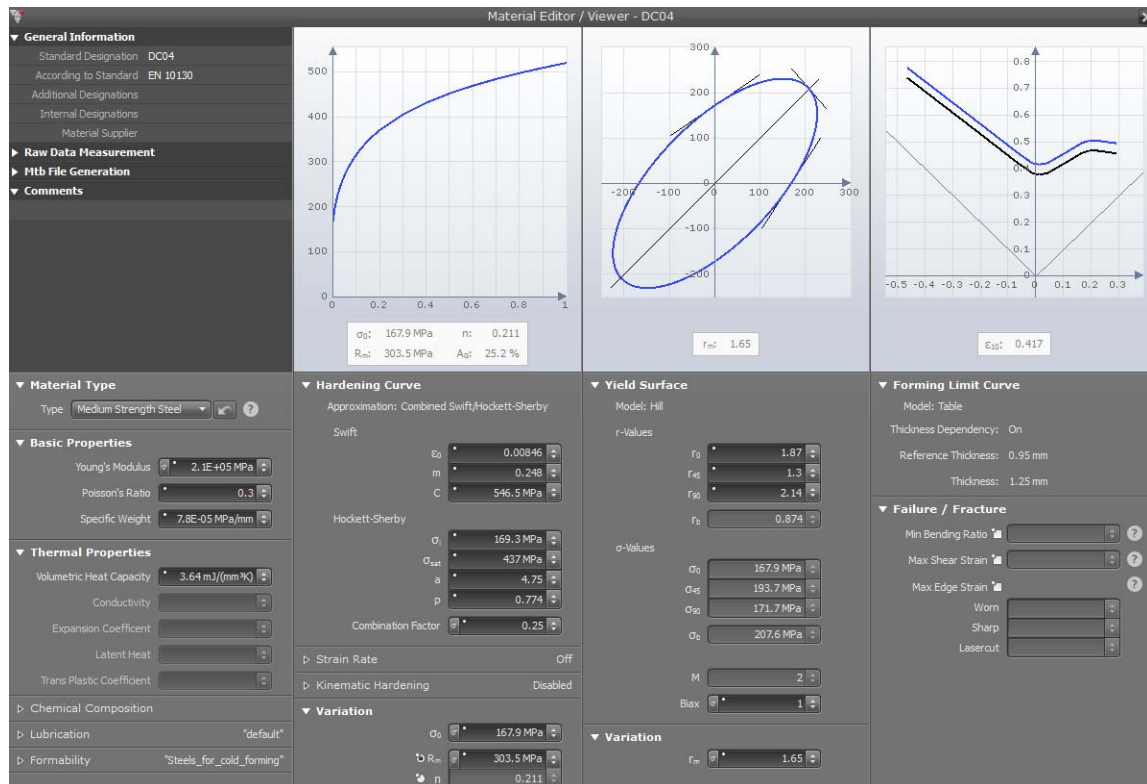 Material Editor / Viewer - DC04
General Information
Standard Designation DC04
According to Standard EN 10130
Additional Designations
Internal Designations
Material Supplier
Raw Data Measurement
Mtb File Generation
Comments
500
400
300
200
100
0
0 0.2 0.4 0.6 0.8 1
σ₀: 167.9 MPa n: 0.211
Rₘ: 303.5 MPa A_G: 25.2 %
300
200
100
0
-200 -100 0 100 200 300
-100
-200
rₘ: 1.65
0.8
0.7
0.6
0.5
0.4
0.3
0.2
0.1
0
-0.5 -0.4 -0.3 -0.2 -0.1 0 0.1 0.2 0.3
ε₁₀: 0.417
Material Type
Type Medium Strength Steel ?
Basic Properties
Young's Modulus σ 2.1E+05 MPa
Poisson's Ratio 0.3
Specific Weight 7.8E-05 MPa/mm
Thermal Properties
Volumetric Heat Capacity 3.64 mJ/(mm³K)
Conductivity
Expansion Coefficent
Latent Heat
Trans Plastic Coefficient
Chemical Composition
Lubrication "default"
Formability "Steels_for_cold_forming"
Hardening Curve
Approximation: Combined Swift/Hockett-Sherby
Swift
ε₀ 0.00846
m 0.248
C 546.5 MPa
Hockett-Sherby
σᵢ 169.3 MPa
σ_sat 437 MPa
a 4.75
p 0.774
Combination Factor σ 0.25
Strain Rate Off
Kinematic Hardening Disabled
Variation
σ₀ σ 167.9 MPa
Rₘ σ 303.5 MPa
n 0.211
Yield Surface
Model: Hill
r-Values
r₀ 1.87
r₄₅ 1.3
r₉₀ 2.14
r_b 0.874
σ-Values
σ₀ 167.9 MPa
σ₄₅ 193.7 MPa
σ₉₀ 171.7 MPa
σ_b 207.6 MPa
M 2
Biax σ 1
Variation
rₘ σ 1.65
Forming Limit Curve
Model: Table
Thickness Dependency: On
Reference Thickness: 0.95 mm
Thickness: 1.25 mm
Failure / Fracture
Min Bending Ratio ?
Max Shear Strain ?
Max Edge Strain ?
Worn
Sharp
Lasercut